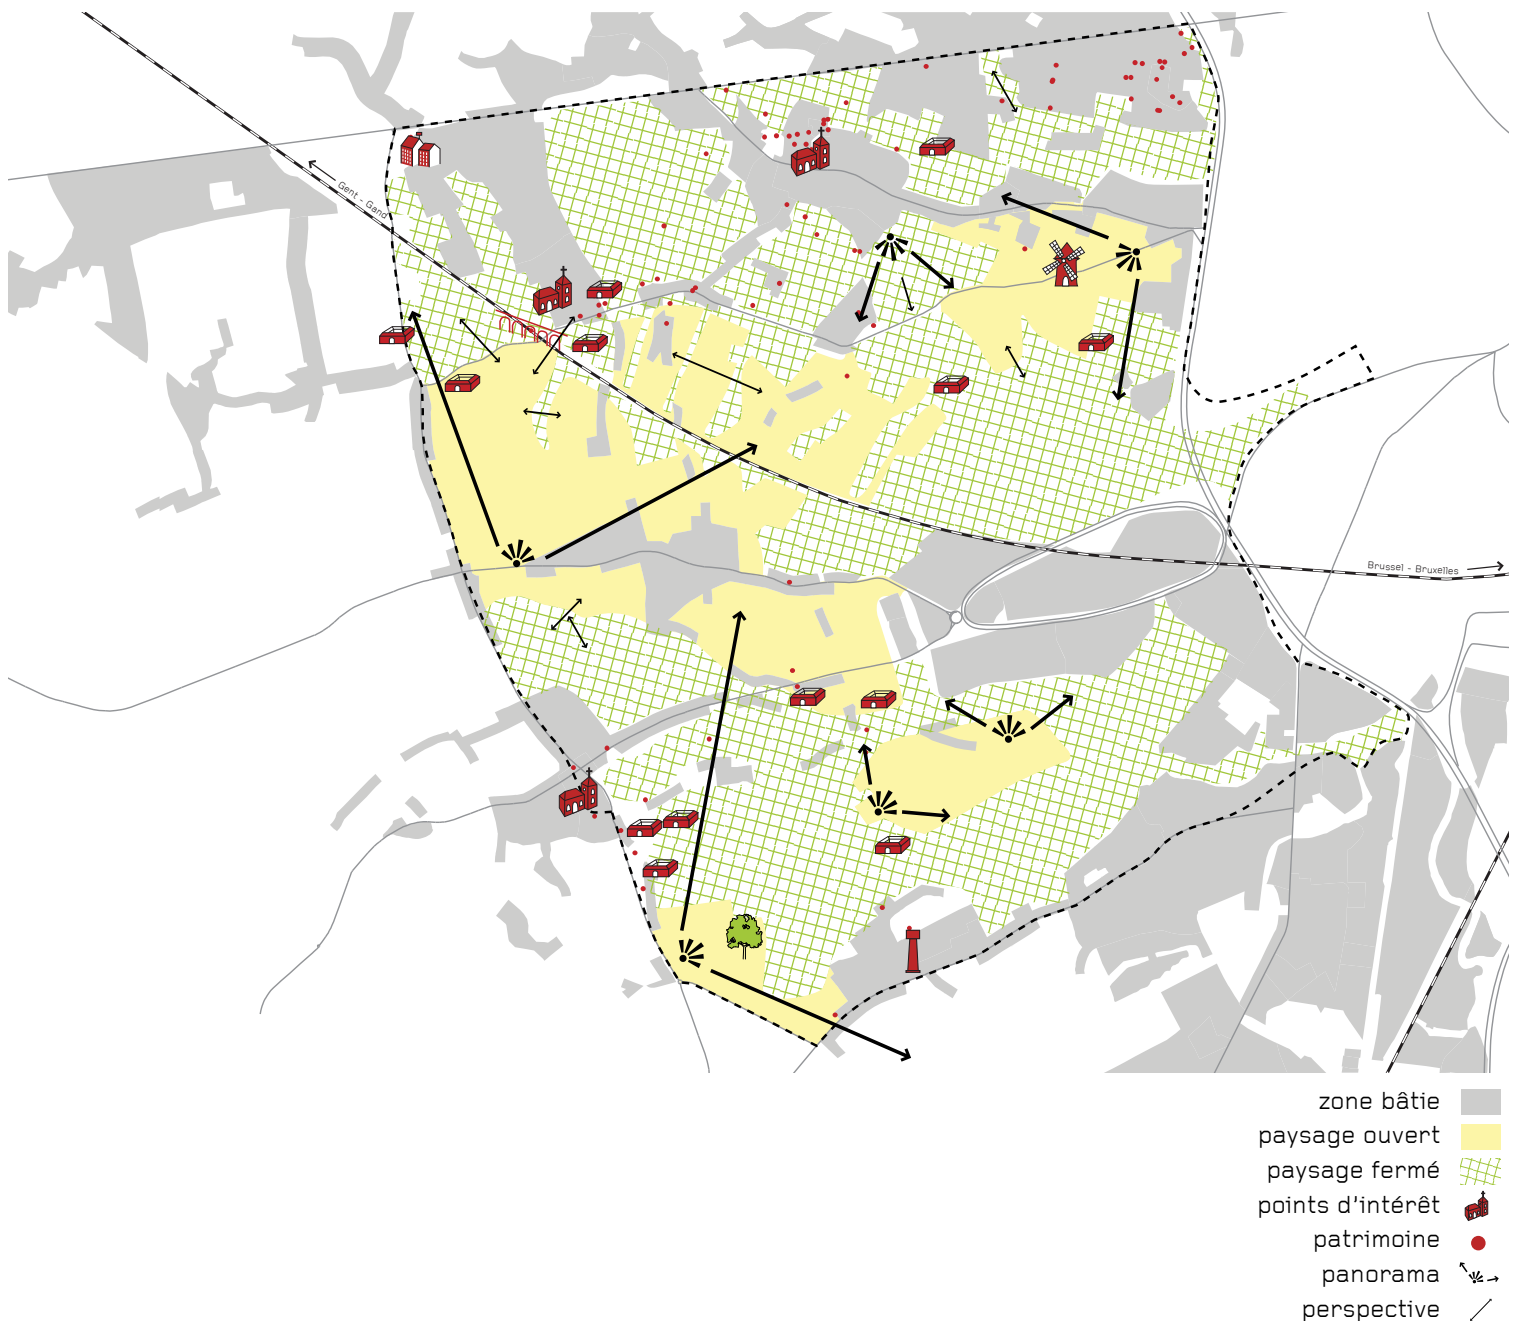 Gent - Gand
Brussel - Bruxelles
zone bâtie
paysage ouvert
paysage fermé
points d'intérêt
patrimoine
panorama
perspective